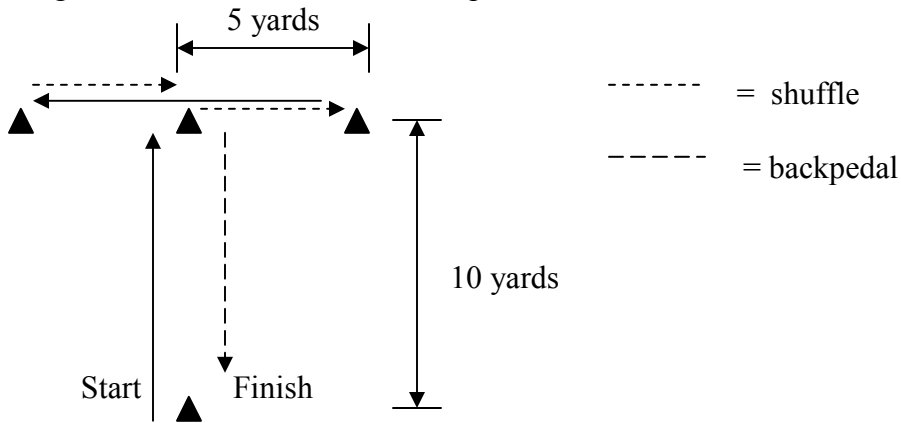 5 yards
= shuffle
= backpedal
10 yards
Start
Finish